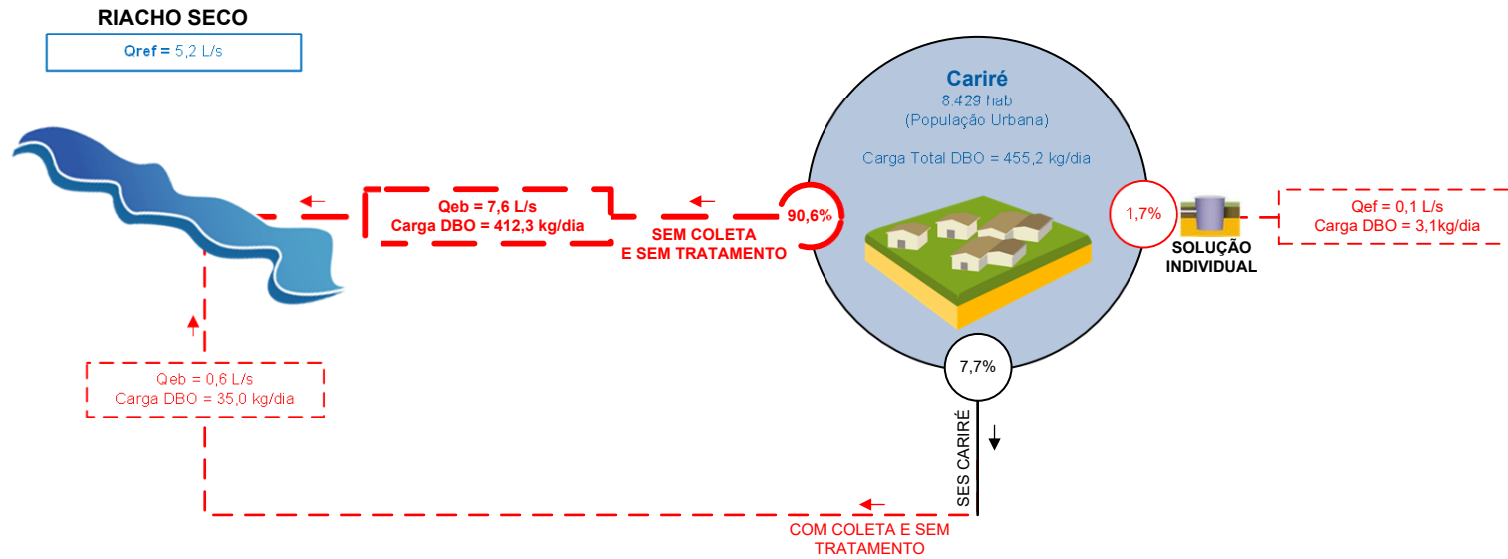 RIACHO SECO
Qref = 5,2 L/s
Cariré
8.429 hab
(População Urbana)
Carga Total DBO = 455,2 kg/dia
Qeb = 7,6 L/s
Carga DBO = 412,3 kg/dia
90,6%
SEM COLETA
E SEM TRATAMENTO
1,7%
SOLUÇÃO
INDIVIDUAL
Qef = 0,1 L/s
Carga DBO = 3,1kg/dia
7,7%
SES CARIRÉ
Qeb = 0,6 L/s
Carga DBO = 35,0 kg/dia
COM COLETA E SEM
TRATAMENTO